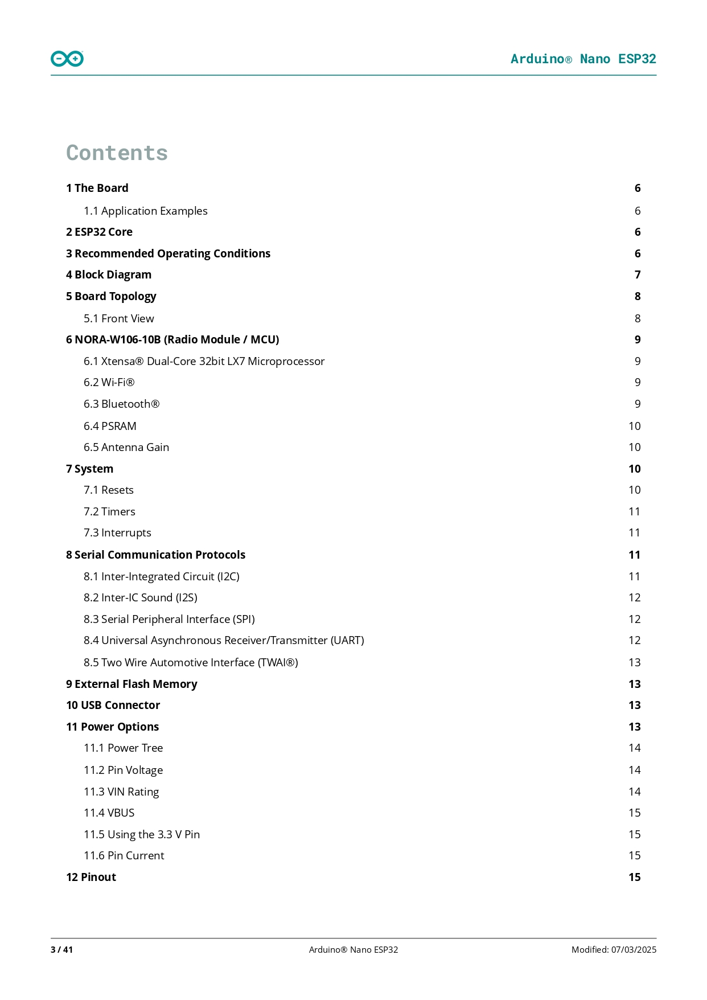 Arduino® Nano ESP32
Contents
1 The Board 6
1.1 Application Examples 6
2 ESP32 Core 6
3 Recommended Operating Conditions 6
4 Block Diagram 7
5 Board Topology 8
5.1 Front View 8
6 NORA-W106-10B (Radio Module / MCU) 9
6.1 Xtensa® Dual-Core 32bit LX7 Microprocessor 9
6.2 Wi-Fi® 9
6.3 Bluetooth® 9
6.4 PSRAM 10
6.5 Antenna Gain 10
7 System 10
7.1 Resets 10
7.2 Timers 11
7.3 Interrupts 11
8 Serial Communication Protocols 11
8.1 Inter-Integrated Circuit (I2C) 11
8.2 Inter-IC Sound (I2S) 12
8.3 Serial Peripheral Interface (SPI) 12
8.4 Universal Asynchronous Receiver/Transmitter (UART) 12
8.5 Two Wire Automotive Interface (TWAI®) 13
9 External Flash Memory 13
10 USB Connector 13
11 Power Options 13
11.1 Power Tree 14
11.2 Pin Voltage 14
11.3 VIN Rating 14
11.4 VBUS 15
11.5 Using the 3.3 V Pin 15
11.6 Pin Current 15
12 Pinout 15
3 / 41 Arduino® Nano ESP32 Modified: 07/03/2025